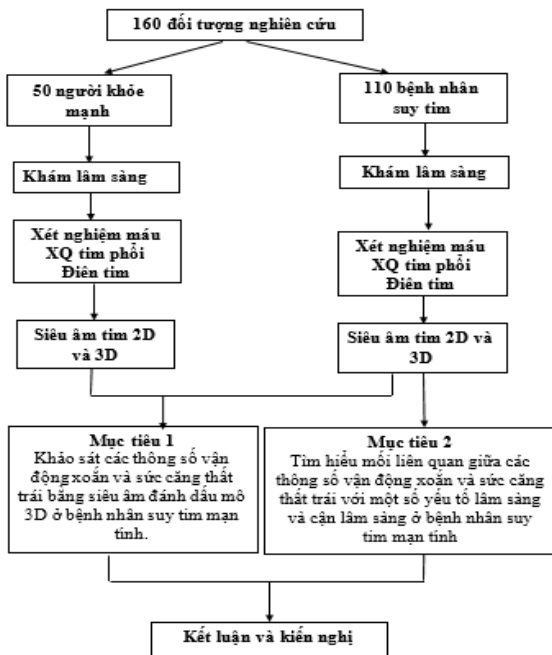 160 đối tượng nghiên cứu
50 người khỏe
mạnh
110 bệnh nhân
suy tim
Khám lâm sàng
Khám lâm sàng
Xét nghiệm máu
XQ tim phổi
Điên tim
Xét nghiệm máu
XQ tim phổi
Điên tim
Siêu âm tim 2D
và 3D
Siêu âm tim 2D và
3D
Mục tiêu 1
Khảo sát các thông số vận
động xoắn và sức căng thất
trái bằng siêu âm đánh dấu mô
3D ở bệnh nhân suy tim mạn
tính.
Mục tiêu 2
Tìm hiểu mối liên quan giữa các
thông số vận động xoắn và sức căng
thất trái với một số yếu tố lâm sàng
và cận lâm sàng ở bệnh nhân suy
tim mạn tính
Kết luận và kiến nghị